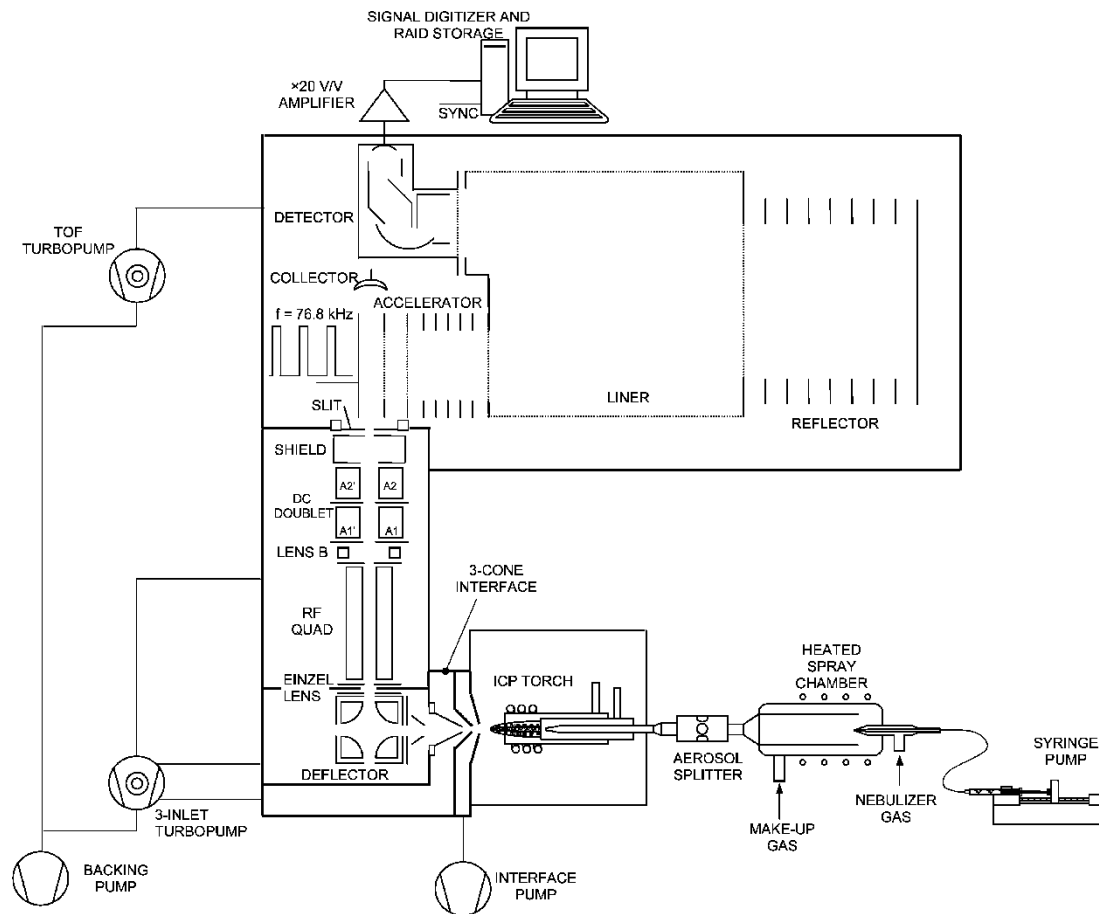 SIGNAL DIGITIZER AND
RAID STORAGE
×20 V/V
AMPLIFIER
SYNC
DETECTOR
TOF
TURBOPUMP
COLLECTOR
ACCELERATOR
f = 76.8 kHz
LINER
SLIT
REFLECTOR
SHIELD
A2'
A2
DC
DOUBLET
A1'
A1
LENS B
3-CONE
INTERFACE
RF
QUAD
HEATED
SPRAY
CHAMBER
EINZEL
LENS
ICP TORCH
AEROSOL
SPLITTER
SYRINGE
PUMP
DEFLECTOR
NEBULIZER
GAS
3-INLET
TURBOPUMP
MAKE-UP
GAS
BACKING
PUMP
INTERFACE
PUMP